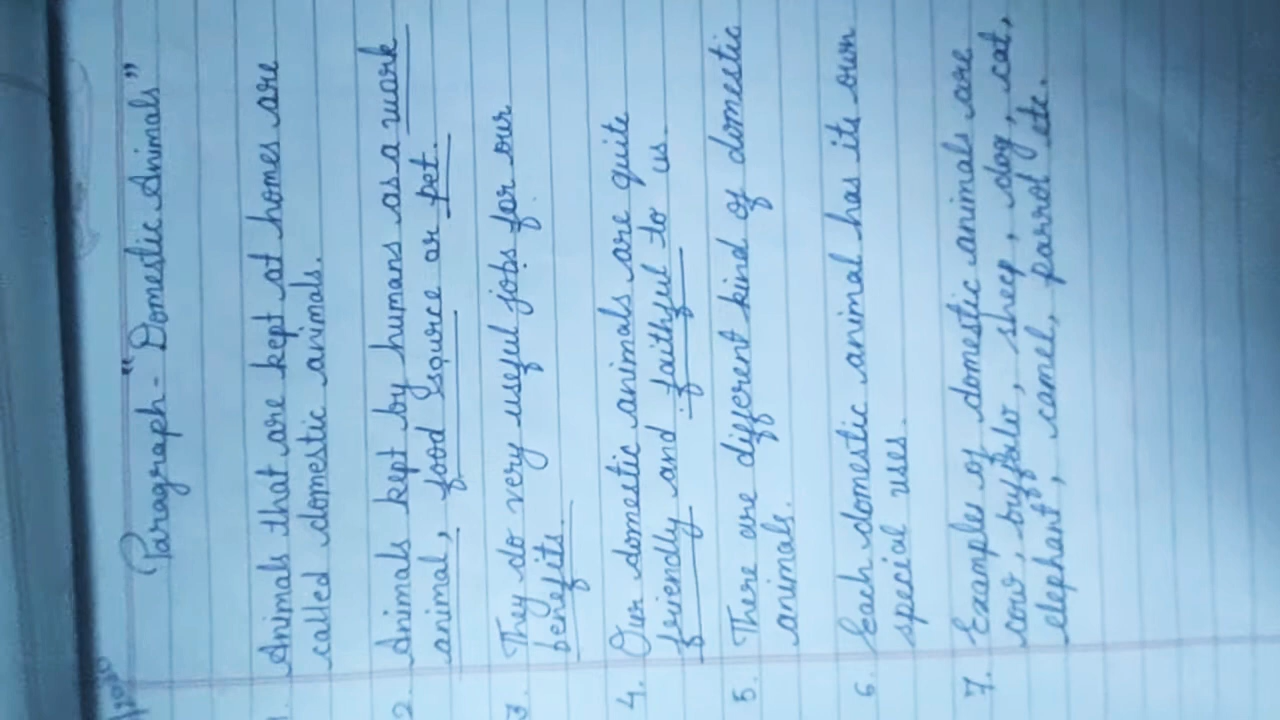 Paragraph - "Domestic Animals"
1. Animals that are kept at homes are
called domestic animals.
2. Animals kept by humans as a work
animal, food squrce or pet.
3. They do very useful jobs for our
benefits.
4. Our domestic animals are quite
friendly and faithful to us.
5. There are different kind of domestic
animals.
6. Each domestic animal has its own
special uses.
7. Examples of domestic animals are
cow, buffalo, sheep, dog, cat,
elephant, camel, parrot etc.